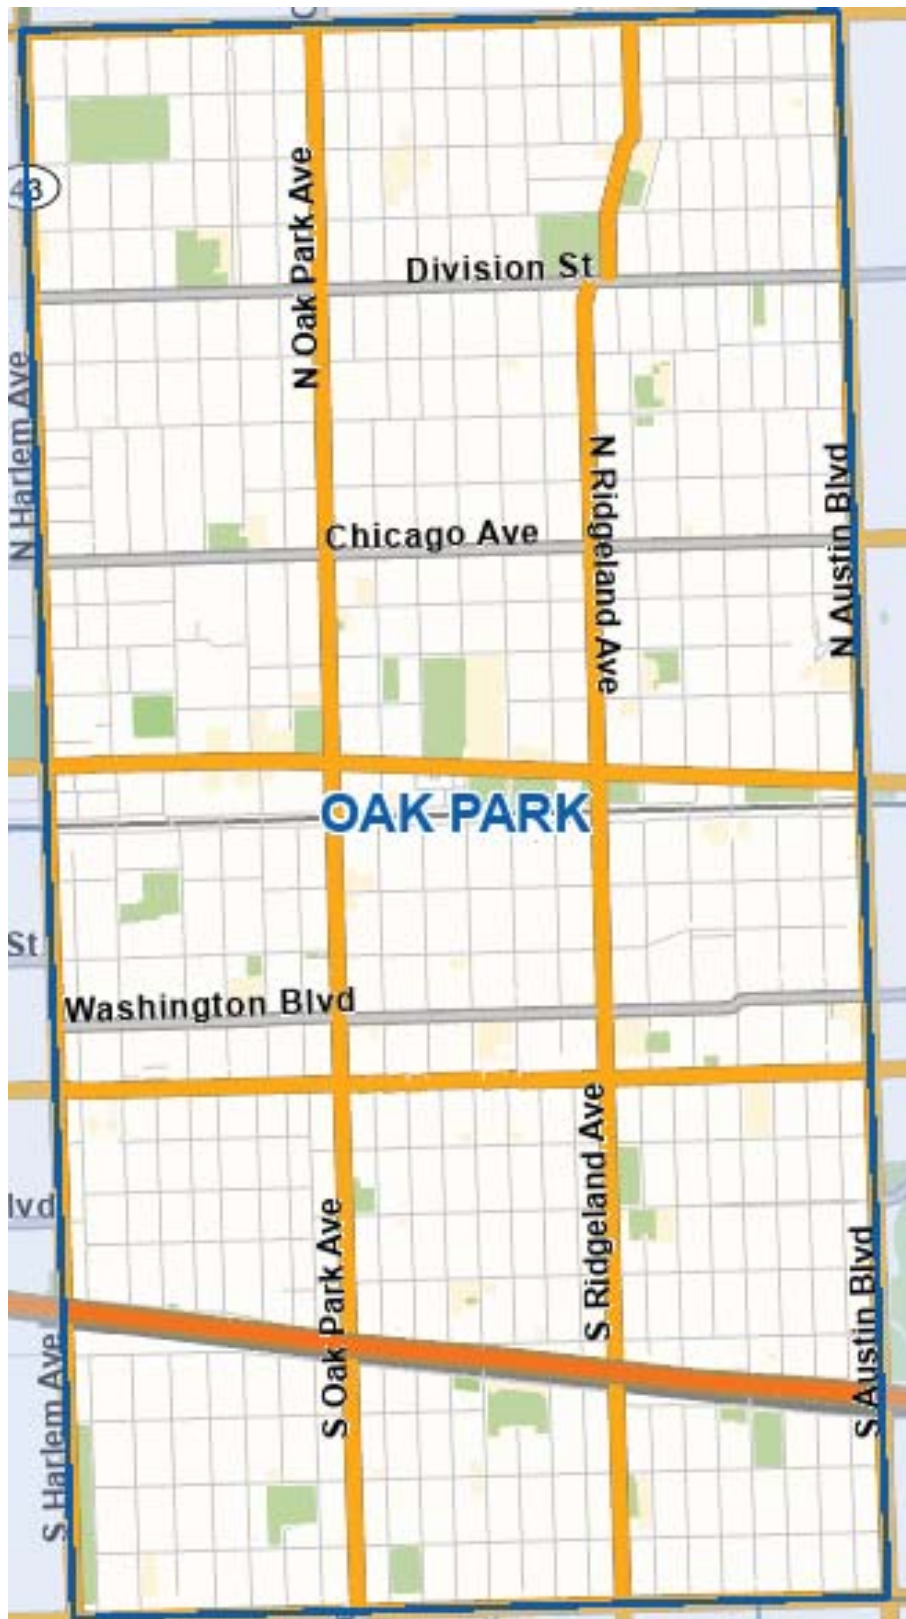 43
N Oak Park Ave
Division St
N Harlem Ave
N Ridgeland Ave
N Austin Blvd
Chicago Ave
OAK PARK
St
Washington Blvd
S Ridgeland Ave
lvd
S Oak Park Ave
S Austin Blvd
S Harlem Ave